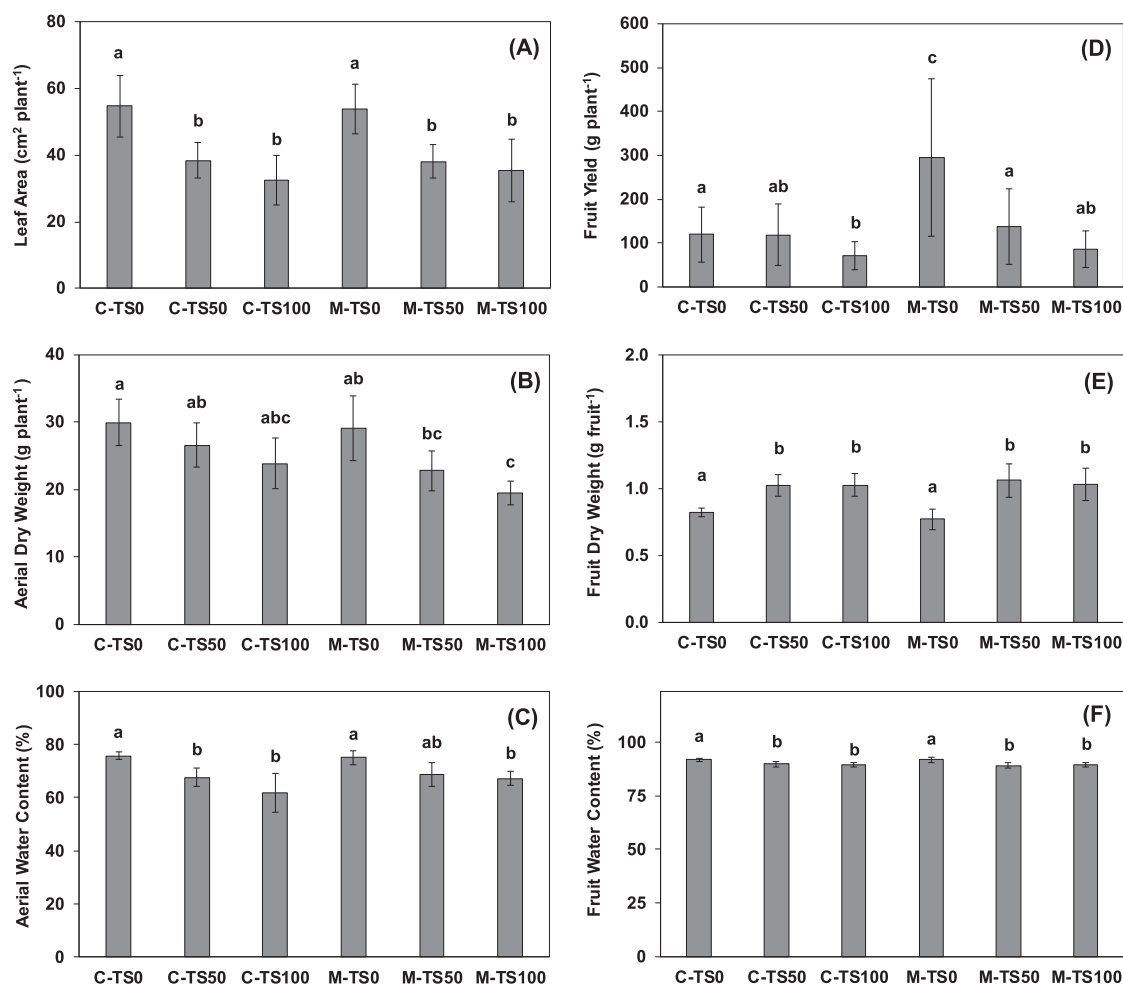 (A)
Leaf Area (cm² plant⁻¹)
80
60
40
20
0
a
b
b
a
b
b
C-TS0 C-TS50 C-TS100 M-TS0 M-TS50 M-TS100
(D)
Fruit Yield (g plant⁻¹)
600
500
400
300
200
100
0
a
ab
b
c
a
ab
C-TS0 C-TS50 C-TS100 M-TS0 M-TS50 M-TS100
(B)
Aerial Dry Weight (g plant⁻¹)
40
30
20
10
0
a
ab
abc
ab
bc
c
C-TS0 C-TS50 C-TS100 M-TS0 M-TS50 M-TS100
(E)
Fruit Dry Weight (g fruit⁻¹)
2.0
1.5
1.0
0.5
0.0
a
b
b
a
b
b
C-TS0 C-TS50 C-TS100 M-TS0 M-TS50 M-TS100
(C)
Aerial Water Content (%)
100
80
60
40
20
0
a
b
b
a
ab
b
C-TS0 C-TS50 C-TS100 M-TS0 M-TS50 M-TS100
(F)
Fruit Water Content (%)
100
75
50
25
0
a
b
b
a
b
b
C-TS0 C-TS50 C-TS100 M-TS0 M-TS50 M-TS100